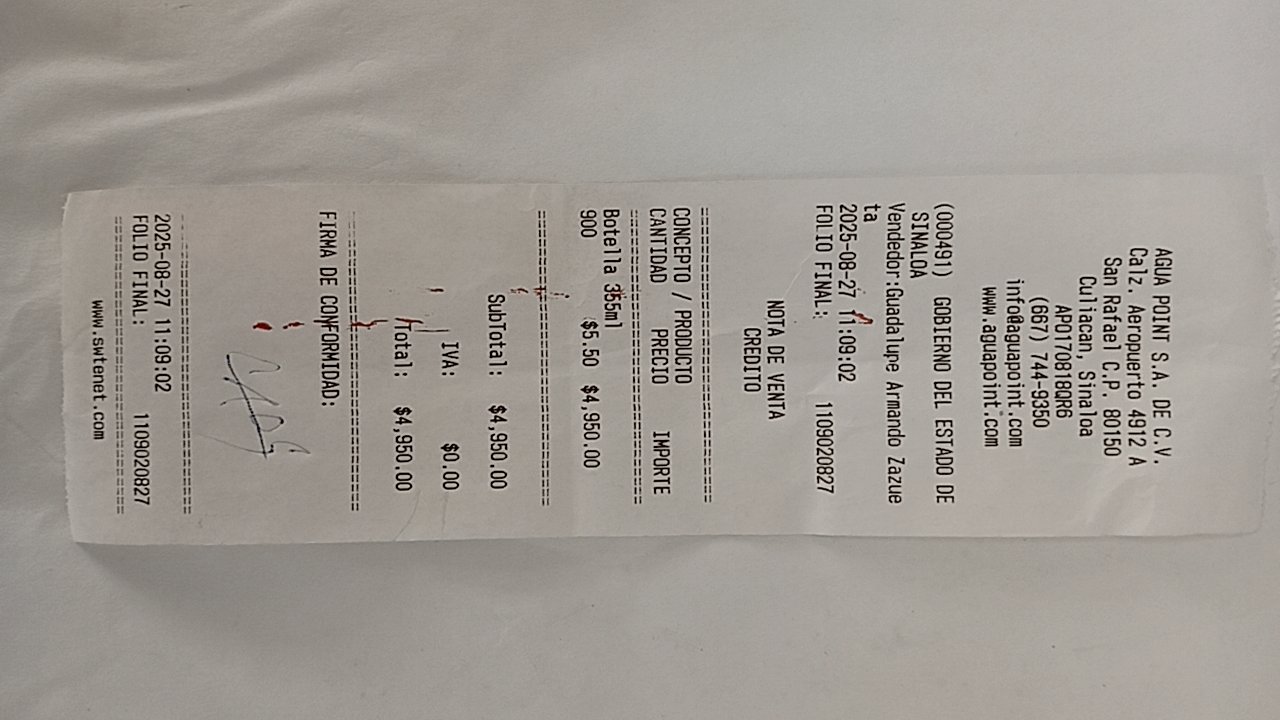 AGUA POINT S.A. DE C.V.
Calz. Aeropuerto 4912 A
San Rafael C.P. 80150
Culiacan, Sinaloa
APO170818QR6
(667) 744-9350
info@aguapoint.com
www.aguapoint.com
(000491) GOBIERNO DEL ESTADO DE
SINALOA
Vendedor:Guadalupe Armando Zazue
ta
2025-08-27 11:09:02
FOLIO FINAL: 1109020827
NOTA DE VENTA
CREDITO
================================
CONCEPTO / PRODUCTO
CANTIDAD PRECIO IMPORTE
================================
Botella 355ml
900 $5.50 $4,950.00
================================
SubTotal: $4,950.00
IVA: $0.00
Total: $4,950.00
================================
FIRMA DE CONFORMIDAD:
================================
2025-08-27 11:09:02
FOLIO FINAL: 1109020827
================================
www.swtenet.com